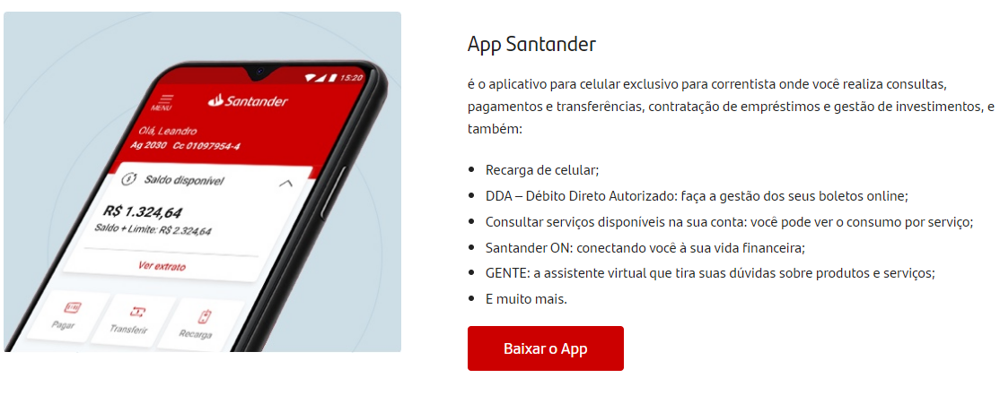 15:20
MENU
Santander
Olá, Leandro
Ag 2030 Cc 01097954-4
Saldo disponível
R$ 1.324,64
Saldo + Limite: R$ 2.324,64
Ver extrato
Pagar
Transferir
Recarga
App Santander
é o aplicativo para celular exclusivo para correntista onde você realiza consultas,
pagamentos e transferências, contratação de empréstimos e gestão de investimentos, e
também:
Recarga de celular;
DDA – Débito Direto Autorizado: faça a gestão dos seus boletos online;
Consultar serviços disponíveis na sua conta: você pode ver o consumo por serviço;
Santander ON: conectando você à sua vida financeira;
GENTE: a assistente virtual que tira suas dúvidas sobre produtos e serviços;
E muito mais.
Baixar o App